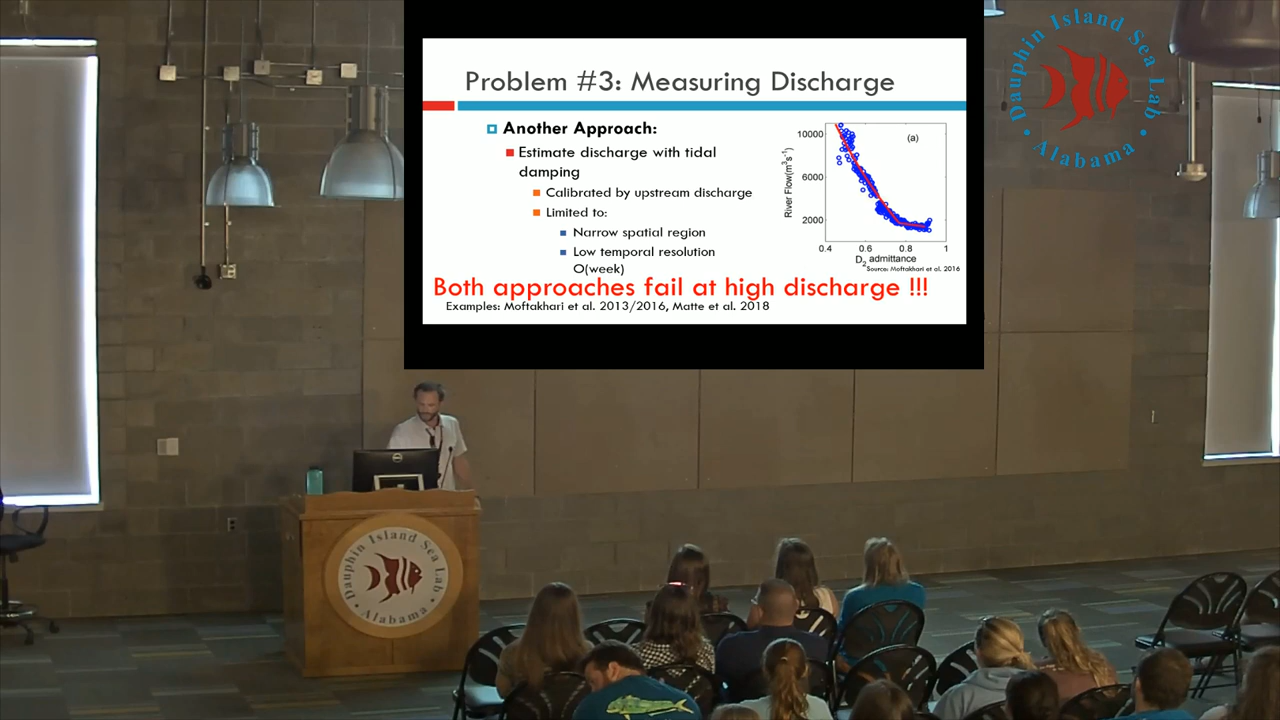 Problem #3: Measuring Discharge
Another Approach:
Estimate discharge with tidal
damping
Calibrated by upstream discharge
Limited to:
Narrow spatial region
Low temporal resolution
O(week)
Both approaches fail at high discharge !!!
Examples: Moftakhari et al. 2013/2016, Matte et al. 2018
(a)
River Flow(m³s⁻¹)
10000
6000
2000
0.4 0.6 0.8 1
D₂ admittance
Source: Moftakhari et al. 2016
Dauphin Island Sea Lab
Alabama
DELL
Dauphin Island Sea Lab
Alabama